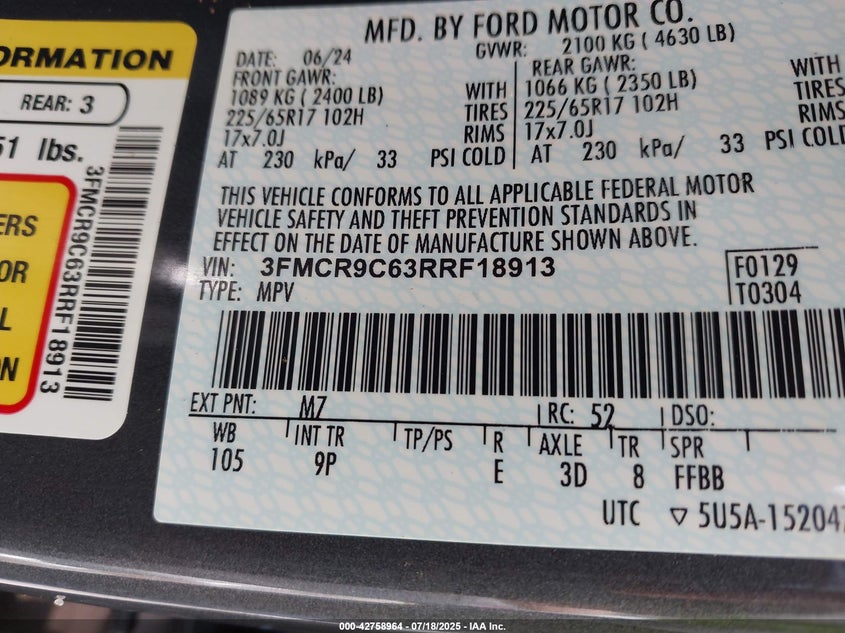 ORMATION
REAR: 3
51 lbs.
ERS
OR
L
ON
3FMCR9C63RRF18913
MFD. BY FORD MOTOR CO.
DATE: 06/24
GVWR: 2100 KG ( 4630 LB)
FRONT GAWR:
1089 KG ( 2400 LB) WITH
225/65R17 102H TIRES
17x7.0J RIMS
AT 230 kPa/ 33 PSI COLD
REAR GAWR: WITH
1066 KG ( 2350 LB) TIRES
225/65R17 102H RIMS
17x7.0J
AT 230 kPa/ 33 PSI COLD
THIS VEHICLE CONFORMS TO ALL APPLICABLE FEDERAL MOTOR
VEHICLE SAFETY AND THEFT PREVENTION STANDARDS IN
EFFECT ON THE DATE OF MANUFACTURE SHOWN ABOVE.
VIN: 3FMCR9C63RRF18913
F0129
TYPE: MPV
T0304
EXT PNT: M7 RC: 52 DSO:
WB INT TR TP/PS R AXLE TR SPR
105 9P E 3D 8 FFBB
UTC ▽ 5U5A-15204
000-42758964 - 07/18/2025 - IAA Inc.